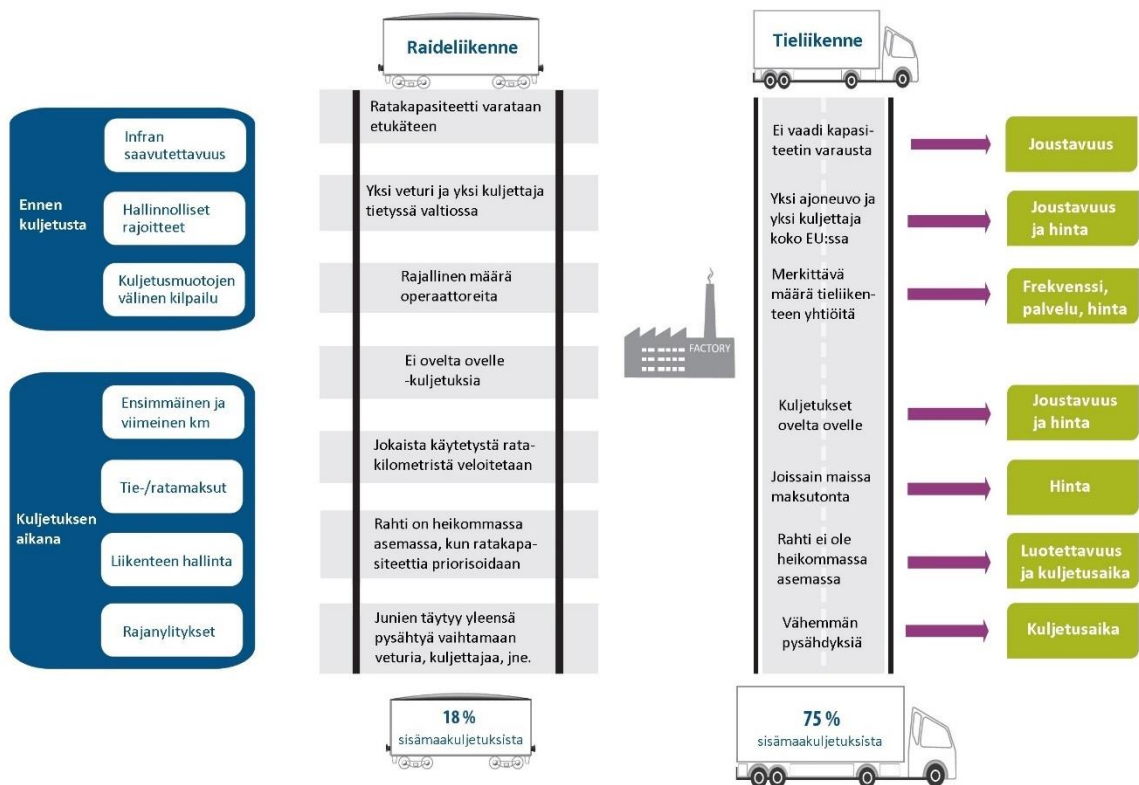 Raideliikenne
Tieliikenne
Ennen
kuljetusta
Infran
saavutettavuus
Ratakapasiteetti varataan
etukäteen
Ei vaadi kapasi-
teetin varausta
Joustavuus
Hallinnolliset
rajoitteet
Yksi veturi ja yksi kuljettaja
tietyssä valtiossa
Yksi ajoneuvo ja
yksi kuljettaja
koko EU:ssa
Joustavuus
ja hinta
Kuljetusmuotojen
välinen kilpailu
Rajallinen määrä
operaattoreita
Merkittävä
määrä tieliiken-
teen yhtiöitä
Frekvenssi,
palvelu, hinta
FACTORY
Kuljetuksen
aikana
Ensimmäinen ja
viimeinen km
Ei ovelta ovelle
-kuljetuksia
Kuljetukset
ovelta ovelle
Joustavuus
ja hinta
Tie-/ratamaksut
Jokaista käytetystä rata-
kilometristä veloitetaan
Joissain maissa
maksutonta
Hinta
Liikenteen hallinta
Rahti on heikommassa
asemassa, kun ratakapa-
siteettia priorisoidaan
Rahti ei ole
heikommassa
asemassa
Luotettavuus
ja kuljetusaika
Rajanylitykset
Junien täytyy yleensä
pysähtyä vaihtamaan
veturia, kuljettajaa, jne.
Vähemmän
pysähdyksiä
Kuljetusaika
18 %
sisämaakuljetuksista
75 %
sisämaakuljetuksista